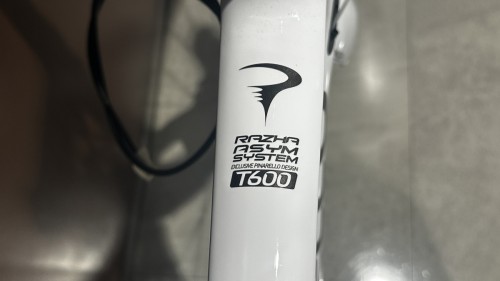 RAZHA
ASYM
SYSTEM
EXCLUSIVE PINARELLO DESIGN
T600